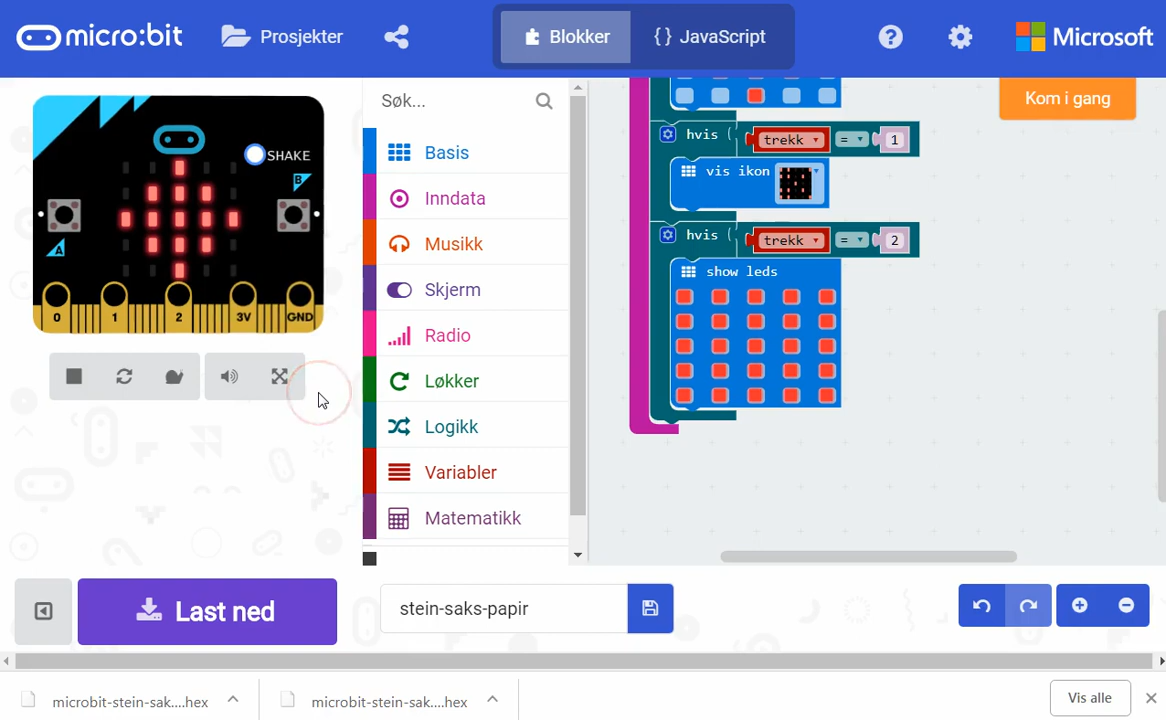 micro:bit
Prosjekter
Blokker
{ } JavaScript
Microsoft
Søk...
Kom i gang
SHAKE
B
A
0 1 2 3V GND
Basis
Inndata
Musikk
Skjerm
Radio
Løkker
Logikk
Variabler
Matematikk
hvis trekk = 1
vis ikon
hvis trekk = 2
show leds
Last ned
stein-saks-papir
microbit-stein-sak....hex
microbit-stein-sak....hex
Vis alle